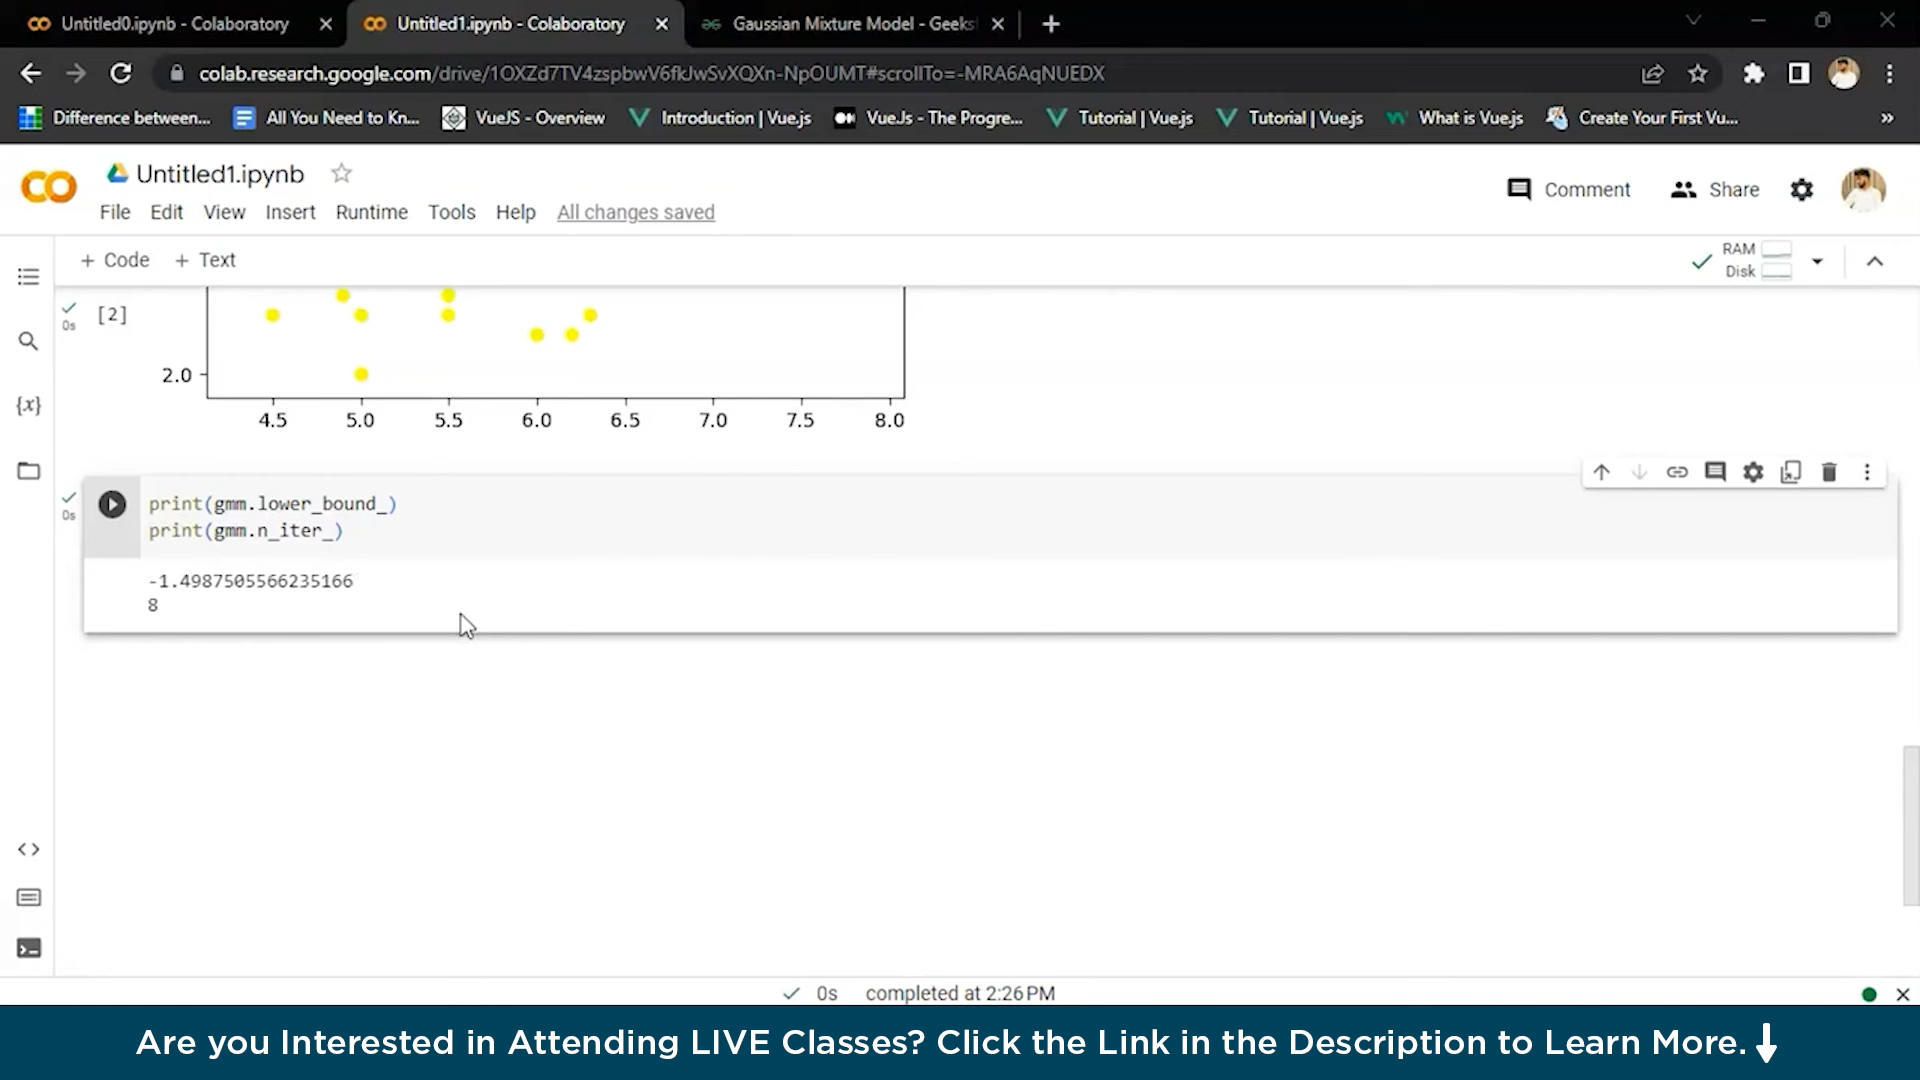 Untitled0.ipynb - Colaboratory
Untitled1.ipynb - Colaboratory
Gaussian Mixture Model - Geeks
colab.research.google.com/drive/1OXZd7TV4zspbwV6fkJwSvXQXn-NpOUMT#scrollTo=-MRA6AqNUEDX
Difference between...
All You Need to Kn...
VueJS - Overview
Introduction | Vue.js
VueJs - The Progre...
Tutorial | Vue.js
Tutorial | Vue.js
What is Vue.js
Create Your First Vu...
»
Untitled1.ipynb
Comment
Share
File Edit View Insert Runtime Tools Help All changes saved
+ Code + Text
RAM
Disk
0s
[2]
2.0
4.5 5.0 5.5 6.0 6.5 7.0 7.5 8.0
0s
print(gmm.lower_bound_)
print(gmm.n_iter_)
-1.4987505566235166
8
{x}
0s completed at 2:26 PM
Are you Interested in Attending LIVE Classes? Click the Link in the Description to Learn More.